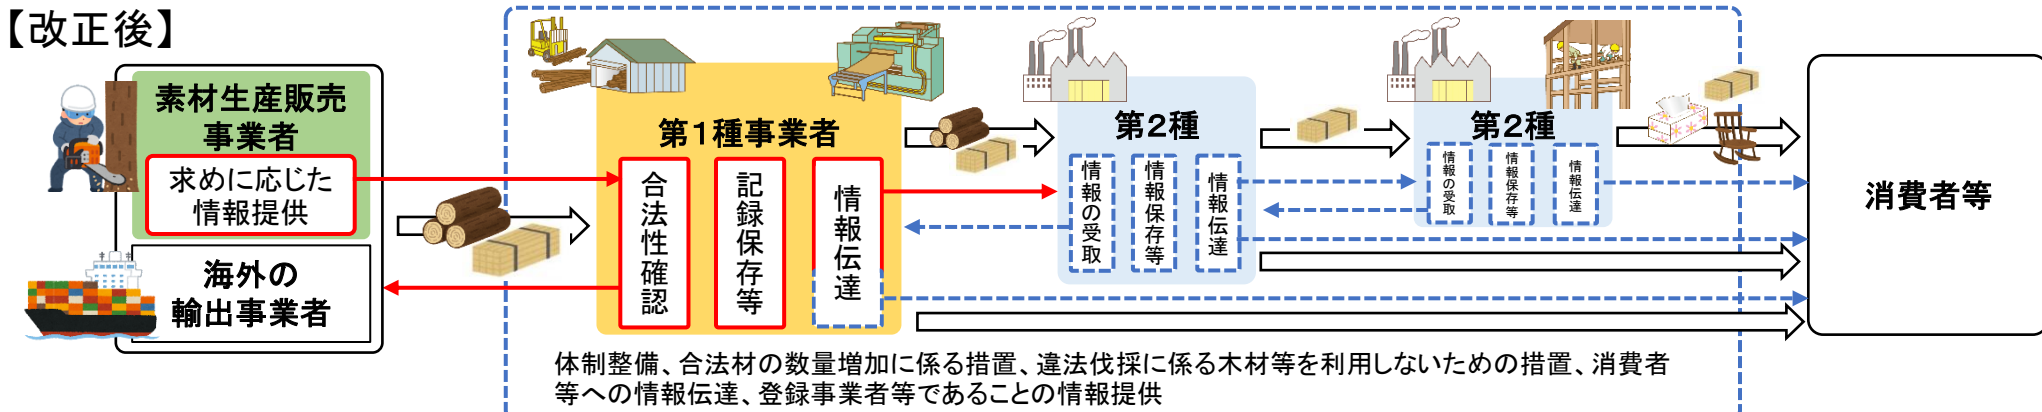 【改正後】
素材生産販売
事業者
求めに応じた
情報提供
海外の
輸出事業者
第1種事業者
合法性確認
記録保存等
情報伝達
第2種
情報の受取
情報保存等
情報伝達
第2種
情報の受取
情報保存等
情報伝達
消費者等
体制整備、合法材の数量増加に係る措置、違法伐採に係る木材等を利用しないための措置、消費者
等への情報伝達、登録事業者等であることの情報提供